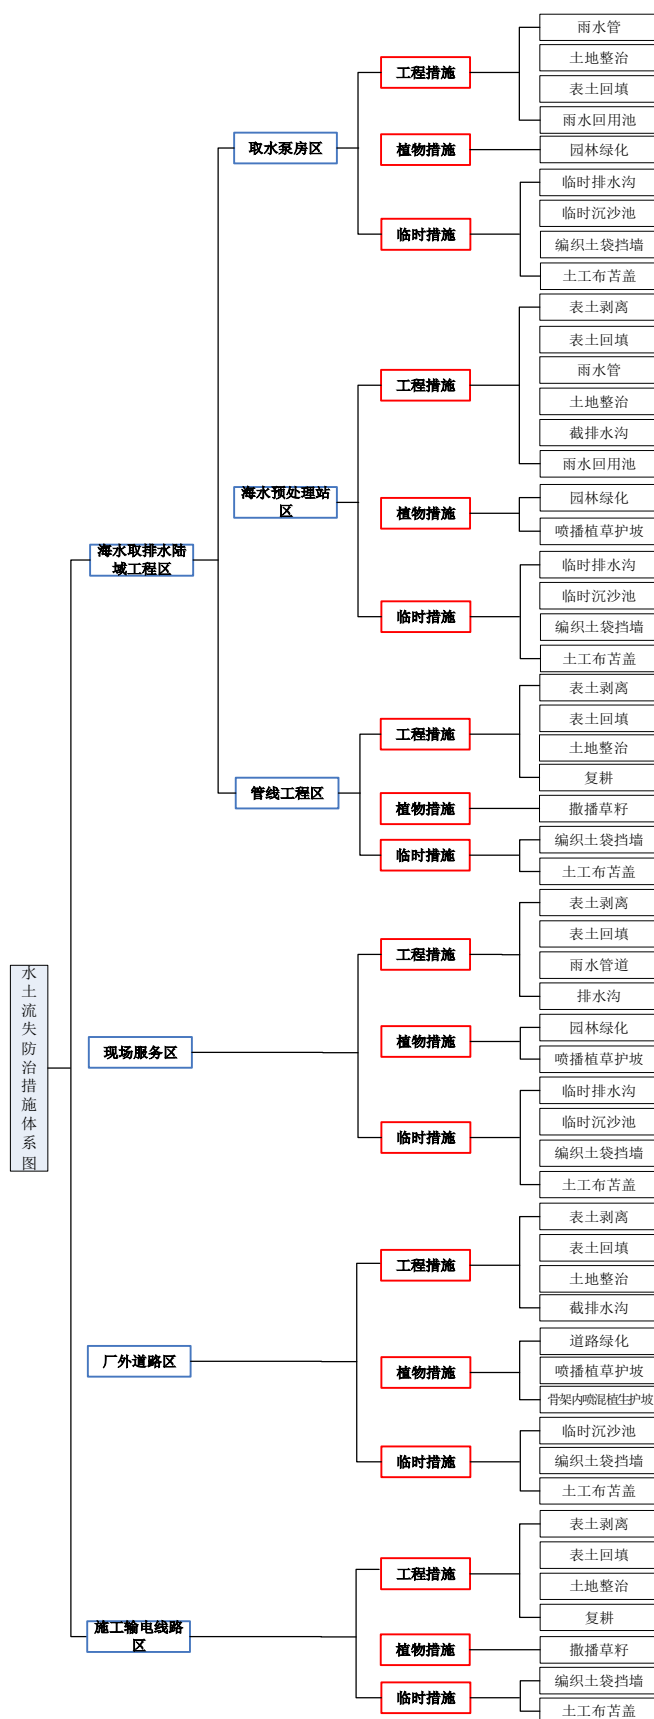 水土流失防治措施体系图
海水取排水陆
域工程区
取水泵房区
工程措施
雨水管
土地整治
表土回填
雨水回用池
植物措施
园林绿化
临时措施
临时排水沟
临时沉沙池
编织土袋挡墙
土工布苫盖
海水预处理站
区
工程措施
表土剥离
表土回填
雨水管
土地整治
截排水沟
雨水回用池
植物措施
园林绿化
喷播植草护坡
临时措施
临时排水沟
临时沉沙池
编织土袋挡墙
土工布苫盖
管线工程区
工程措施
表土剥离
表土回填
土地整治
复耕
植物措施
撒播草籽
临时措施
编织土袋挡墙
土工布苫盖
现场服务区
工程措施
表土剥离
表土回填
雨水管道
排水沟
植物措施
园林绿化
喷播植草护坡
临时措施
临时排水沟
临时沉沙池
编织土袋挡墙
土工布苫盖
厂外道路区
工程措施
表土剥离
表土回填
土地整治
截排水沟
植物措施
道路绿化
喷播植草护坡
骨架内喷混植生护坡
临时措施
临时沉沙池
编织土袋挡墙
土工布苫盖
施工输电线路
区
工程措施
表土剥离
表土回填
土地整治
复耕
植物措施
撒播草籽
临时措施
编织土袋挡墙
土工布苫盖